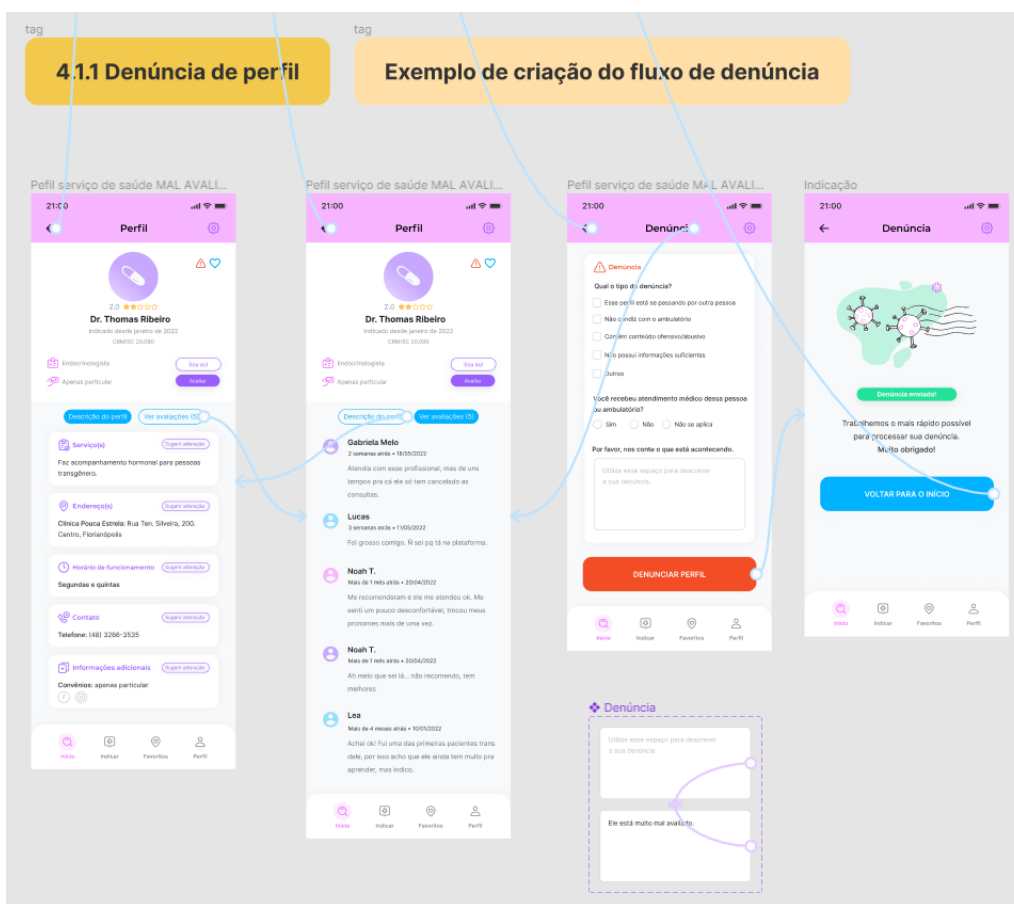 tag
4.1.1 Denúncia de perfil
tag
Exemplo de criação do fluxo de denúncia
Pefil serviço de saúde MAL AVALI...
21:00
Perfil
2.0
Dr. Thomas Ribeiro
Indicado desde janeiro de 2022
CRM/SC 20.080
Endocrinologista
Sou eu!
Apenas particular
Avaliar
Descrição do perfil
Ver avaliações (5)
Serviço(s)
Sugerir alteração
Faz acompanhamento hormonal para pessoas
transgênero.
Endereço(s)
Sugerir alteração
Clínica Pouca Estrela: Rua Ten. Silveira, 200.
Centro, Florianópolis
Horário de funcionamento
Sugerir alteração
Segundas e quintas
Contato
Sugerir alteração
Telefone: (48) 3266-3535
Informações adicionais
Sugerir alteração
Convênios: apenas particular
Início
Indicar
Favoritos
Perfil
Pefil serviço de saúde MAL AVALI...
21:00
Perfil
2.0
Dr. Thomas Ribeiro
Indicado desde janeiro de 2022
CRM/SC 20.080
Endocrinologista
Sou eu!
Apenas particular
Avaliar
Descrição do perfil
Ver avaliações (5)
Gabriela Melo
2 semanas atrás • 18/05/2022
Atendia com esse profissional, mas de uns
tempos pra cá ele só tem cancelado as
consultas.
Lucas
3 semanas atrás • 11/05/2022
Foi grosso comigo. Ñ sei pq tá na plataforma.
Noah T.
Mais de 1 mês atrás • 20/04/2022
Me recomendaram e ele me atendeu ok. Me
senti um pouco desconfortável, trocou meus
pronomes mais de uma vez.
Noah T.
Mais de 1 mês atrás • 20/04/2022
Ah meio que sei lá... não recomendo, tem
melhores
Lea
Mais de 4 meses atrás • 10/01/2022
Achei ok! Fui uma das primeiras pacientes trans
dele, por isso acho que ele ainda tem muito pra
aprender, mas indico.
Início
Indicar
Favoritos
Perfil
Pefil serviço de saúde MAL AVALI...
21:00
Denúncia
Denúncia
Qual o tipo de denúncia?
Esse perfil está se passando por outra pessoa
Não condiz com o ambulatório
Contém conteúdo ofensivo/abusivo
Não possui informações suficientes
Outros
Você recebeu atendimento médico dessa pessoa
ou ambulatório?
Sim
Não
Não se aplica
Por favor, nos conte o que está acontecendo.
Utilize esse espaço para descrever
a sua denúncia.
DENUNCIAR PERFIL
Início
Indicar
Favoritos
Perfil
Indicação
21:00
Denúncia
Denúncia enviada!
Trabalhemos o mais rápido possível
para processar sua denúncia.
Muito obrigado!
VOLTAR PARA O INÍCIO
Início
Indicar
Favoritos
Perfil
Denúncia
Utilize esse espaço para descrever
a sua denúncia.
Ele está muito mal avaliado.